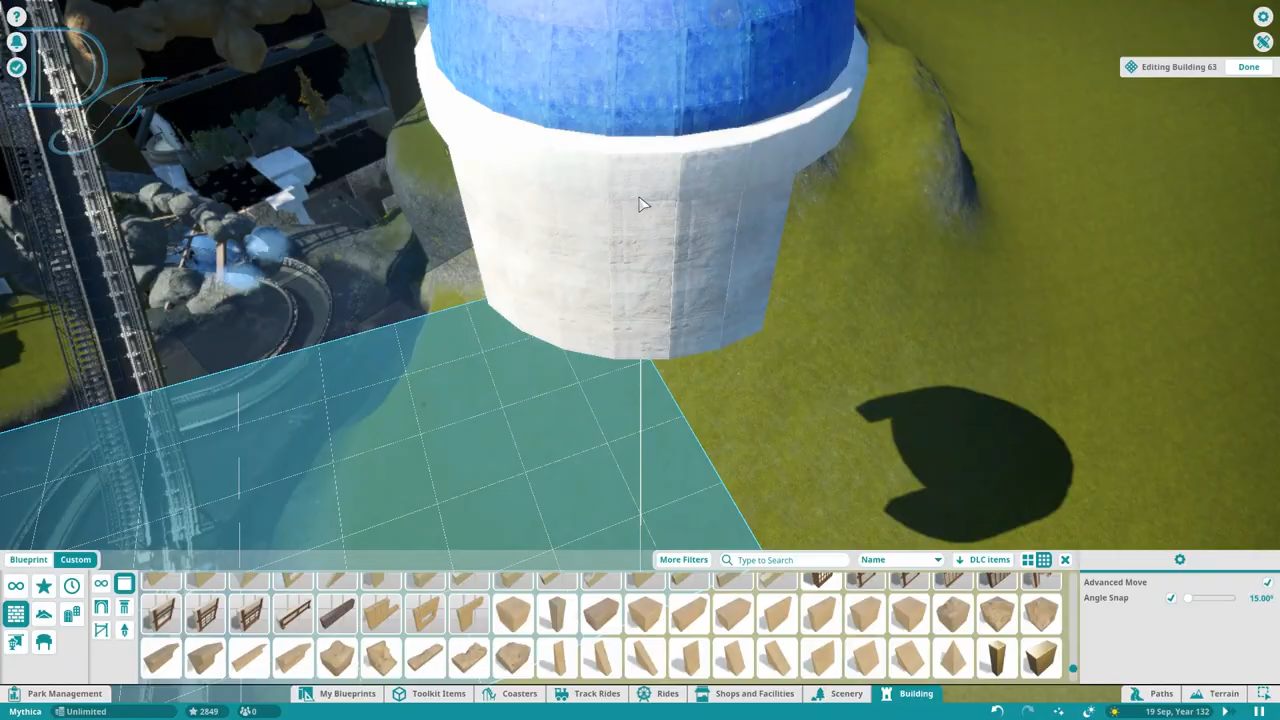 ?
Editing Building 63 Done
Blueprint Custom More Filters Type to Search Name DLC items
Advanced Move
Angle Snap 15.00°
Park Management My Blueprints Toolkit Items Coasters Track Rides Rides Shops and Facilities Scenery Building Paths Terrain
Mythica Unlimited 2849 0 19 Sep, Year 132